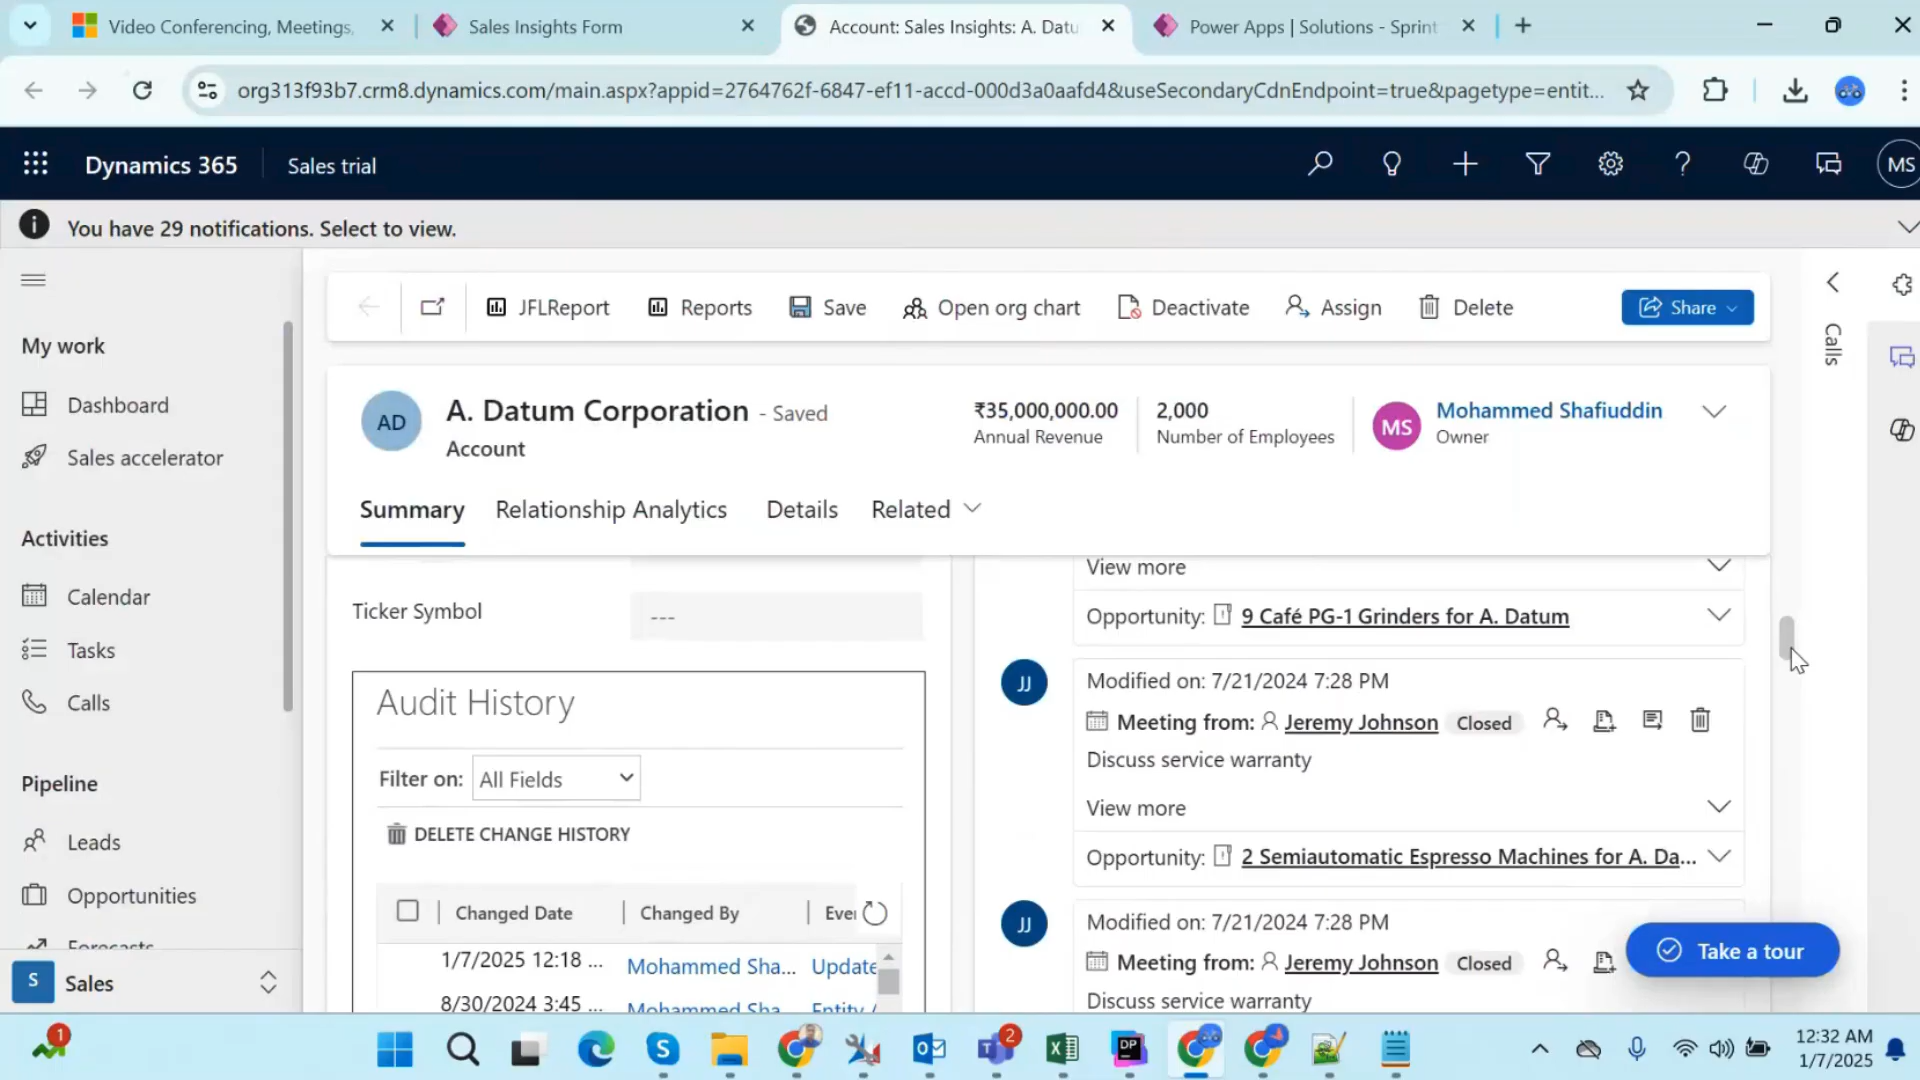 Video Conferencing, Meetings,
Sales Insights Form
Account: Sales Insights: A. Datu
Power Apps | Solutions - Sprint
org313f93b7.crm8.dynamics.com/main.aspx?appid=2764762f-6847-ef11-accd-000d3a0aafd4&useSecondaryCdnEndpoint=true&pagetype=entit...
Dynamics 365
Sales trial
MS
You have 29 notifications. Select to view.
JFLReport
Reports
Save
Open org chart
Deactivate
Assign
Delete
Share
Calls
My work
Dashboard
Sales accelerator
Activities
Calendar
Tasks
Calls
Pipeline
Leads
Opportunities
Forecasts
S
Sales
AD
A. Datum Corporation - Saved
Account
₹35,000,000.00
Annual Revenue
2,000
Number of Employees
MS
Mohammed Shafiuddin
Owner
Summary
Relationship Analytics
Details
Related
Ticker Symbol
---
Audit History
Filter on:
All Fields
DELETE CHANGE HISTORY
Changed Date
Changed By
1/7/2025 12:18 ...
Mohammed Sha...
Update
8/30/2024 3:45 ...
Mohammed Sha...
Entity
View more
Opportunity: 9 Café PG-1 Grinders for A. Datum
JJ
Modified on: 7/21/2024 7:28 PM
Meeting from: Jeremy Johnson Closed
Discuss service warranty
View more
Opportunity: 2 Semiautomatic Espresso Machines for A. Da...
JJ
Modified on: 7/21/2024 7:28 PM
Meeting from: Jeremy Johnson Closed
Discuss service warranty
Take a tour
1
2
DP
12:32 AM
1/7/2025